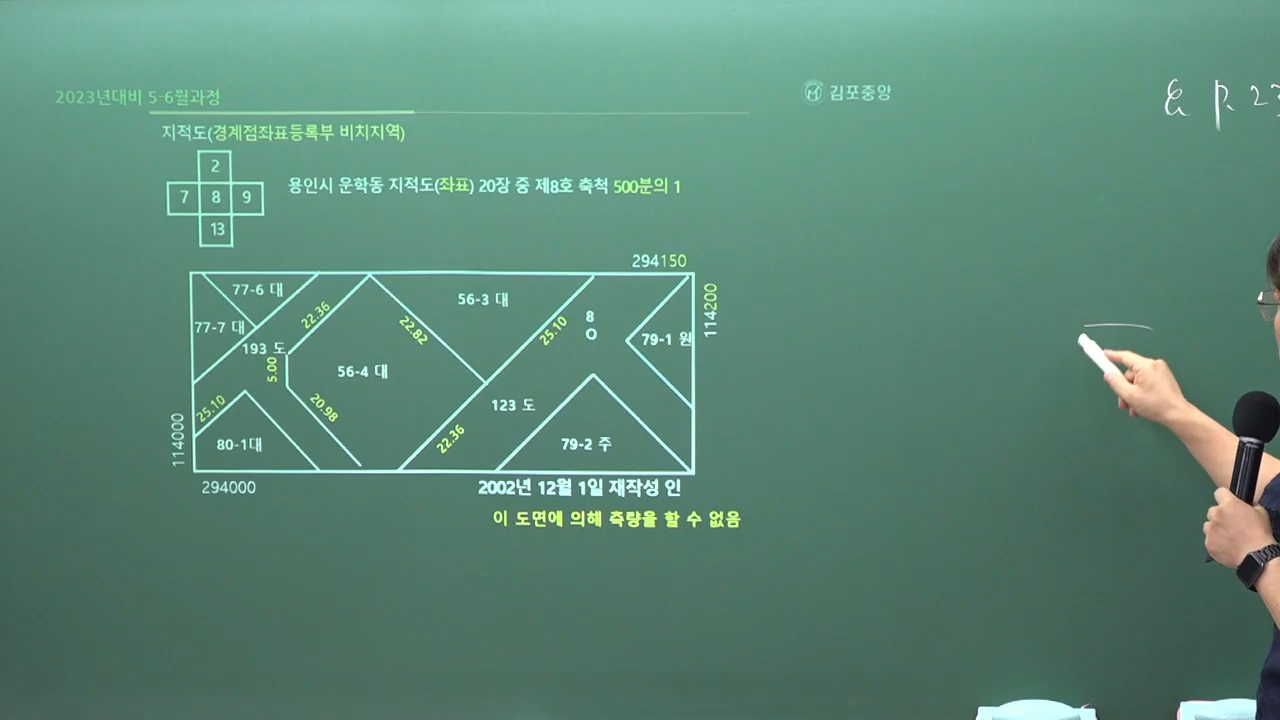 2023년대비 5-6월과정
김포중앙
& P. 23
지적도(경계점좌표등록부 비치지역)
2
7 8 9
13
용인시 운학동 지적도(좌표) 20장 중 제8호 축척 500분의 1
294150
114200
77-6 대
56-3 대
8
22.36
22.82
25.10
77-7 대
79-1 원
193 도
5.00
56-4 대
25.10
20.98
123 도
22.36
80-1대
79-2 주
114000
294000
2002년 12월 1일 재작성 인
이 도면에 의해 측량을 할 수 없음